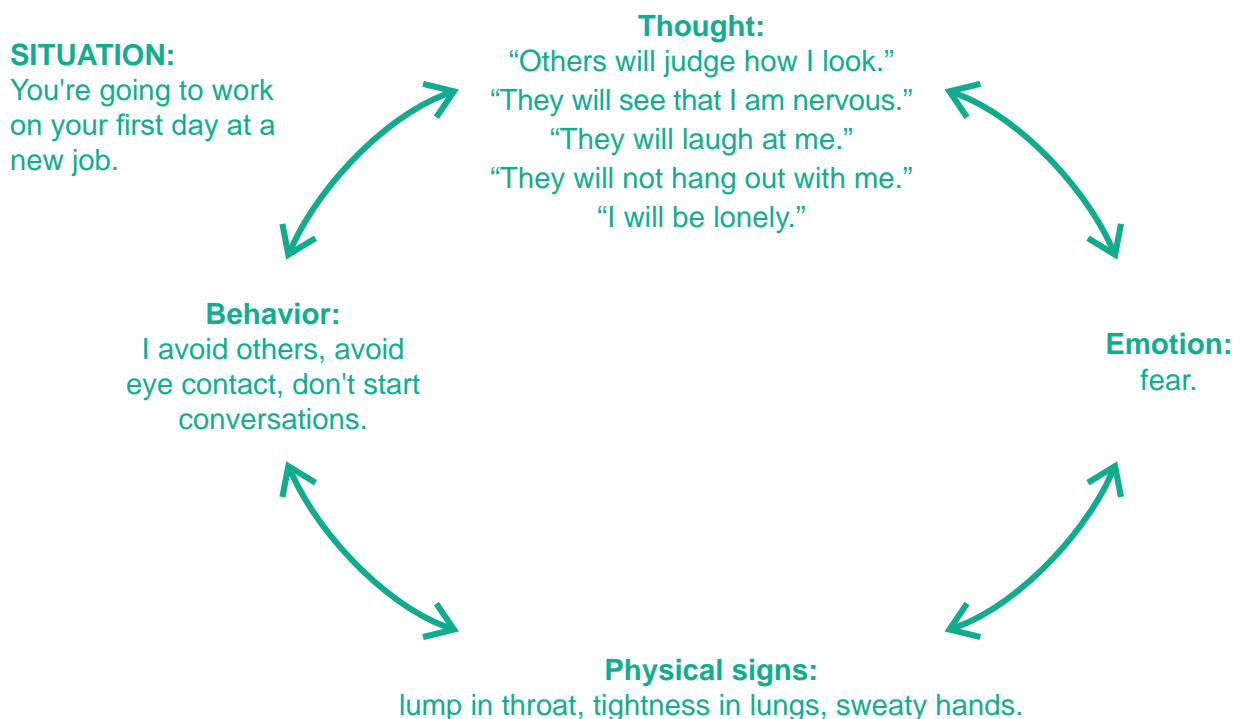 SITUATION:
You're going to work
on your first day at a
new job.
Thought:
“Others will judge how I look.”
“They will see that I am nervous.”
“They will laugh at me.”
“They will not hang out with me.”
“I will be lonely.”
Behavior:
I avoid others, avoid
eye contact, don't start
conversations.
Emotion:
fear.
Physical signs:
lump in throat, tightness in lungs, sweaty hands.